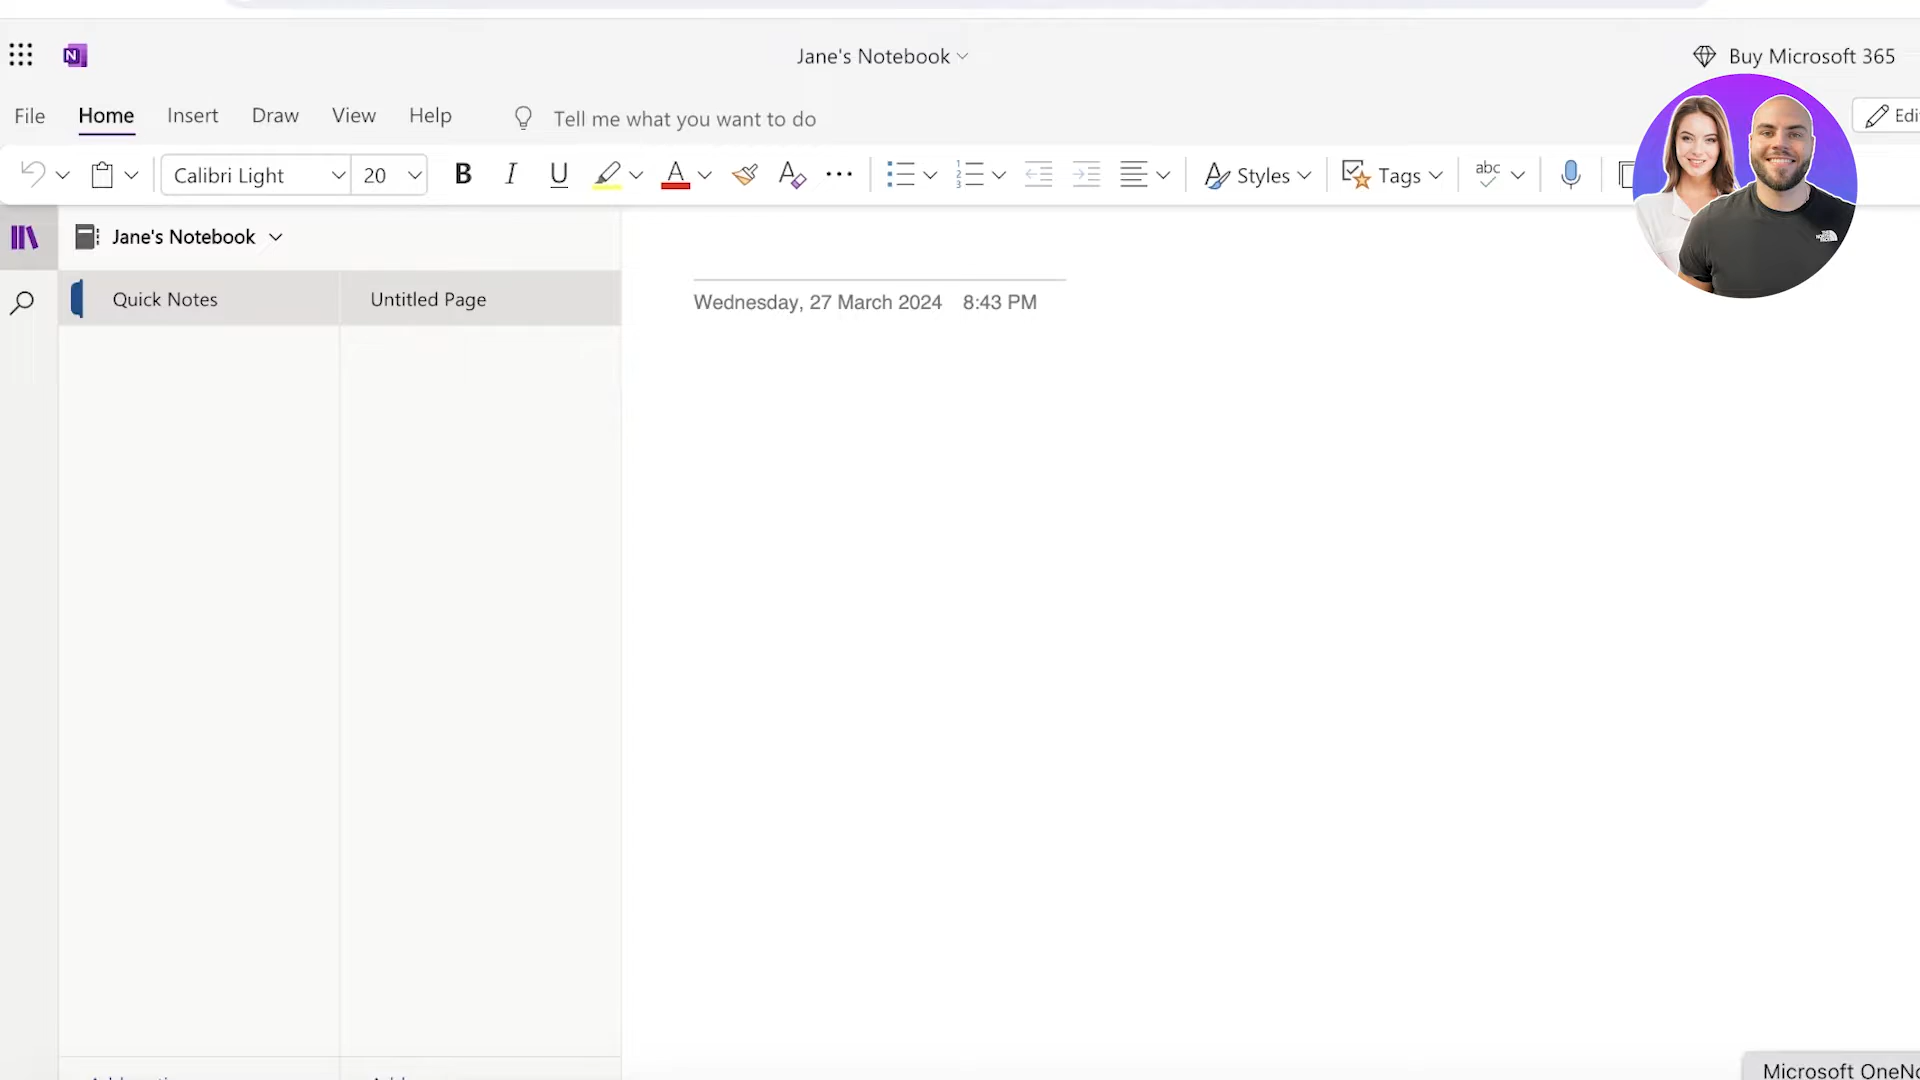 Jane's Notebook
Buy Microsoft 365
File Home Insert Draw View Help Tell me what you want to do
Calibri Light 20 B I U A A Styles Tags abc
Jane's Notebook
Quick Notes Untitled Page
Wednesday, 27 March 2024 8:43 PM
Microsoft